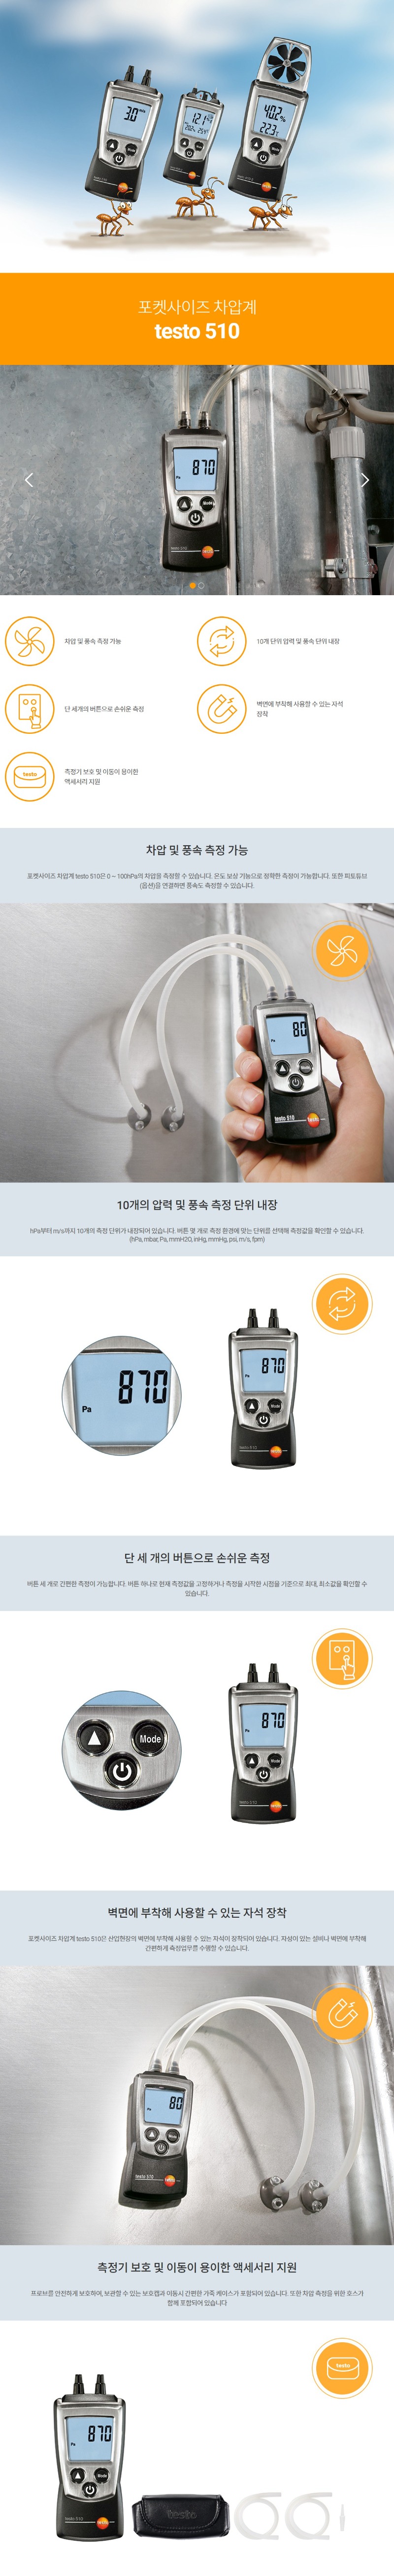 3.0 m/s
12.1
40.2 %
22.3
포켓사이즈 차압계
testo 510
870
Pa
Mode
testo 510
testo
차압 및 풍속 측정 가능
10개 단위 압력 및 풍속 단위 내장
단 세개의 버튼으로 손쉬운 측정
벽면에 부착해 사용할 수 있는 자석
장착
testo
측정기 보호 및 이동이 용이한
액세서리 지원
차압 및 풍속 측정 가능
포켓사이즈 차압계 testo 510은 0 ~ 100hPa의 차압을 측정할 수 있습니다. 온도 보상 기능으로 정확한 측정이 가능합니다. 또한 피토튜브
(옵션)을 연결하면 풍속도 측정할 수 있습니다.
80
Pa
Mode
testo 510
testo
10개의 압력 및 풍속 측정 단위 내장
hPa부터 m/s까지 10개의 측정 단위가 내장되어 있습니다. 버튼 몇 개로 측정 환경에 맞는 단위를 선택해 측정값을 확인할 수 있습니다.
(hPa, mbar, Pa, mmH2O, inHg, mmHg, psi, m/s, fpm)
870
Pa
870
Pa
Mode
testo 510
testo
단 세 개의 버튼으로 손쉬운 측정
버튼 세 개로 간편한 측정이 가능합니다. 버튼 하나로 현재 측정값을 고정하거나 측정을 시작한 시점을 기준으로 최대, 최소값을 확인할 수
있습니다.
Mode
870
Pa
Mode
testo 510
testo
벽면에 부착해 사용할 수 있는 자석 장착
포켓사이즈 차압계 testo 510은 산업현장의 벽면에 부착해 사용할 수 있는 자석이 장착되어 있습니다. 자성이 있는 설비나 벽면에 부착해
간편하게 측정업무를 수행할 수 있습니다.
80
Pa
Mode
testo 510
testo
측정기 보호 및 이동이 용이한 액세서리 지원
프로브를 안전하게 보호하며, 보관할 수 있는 보호캡과 이동시 간편한 가죽 케이스가 포함되어 있습니다. 또한 차압 측정을 위한 호스가
함께 포함되어 있습니다
testo
870
Pa
Mode
testo 510
testo
testo